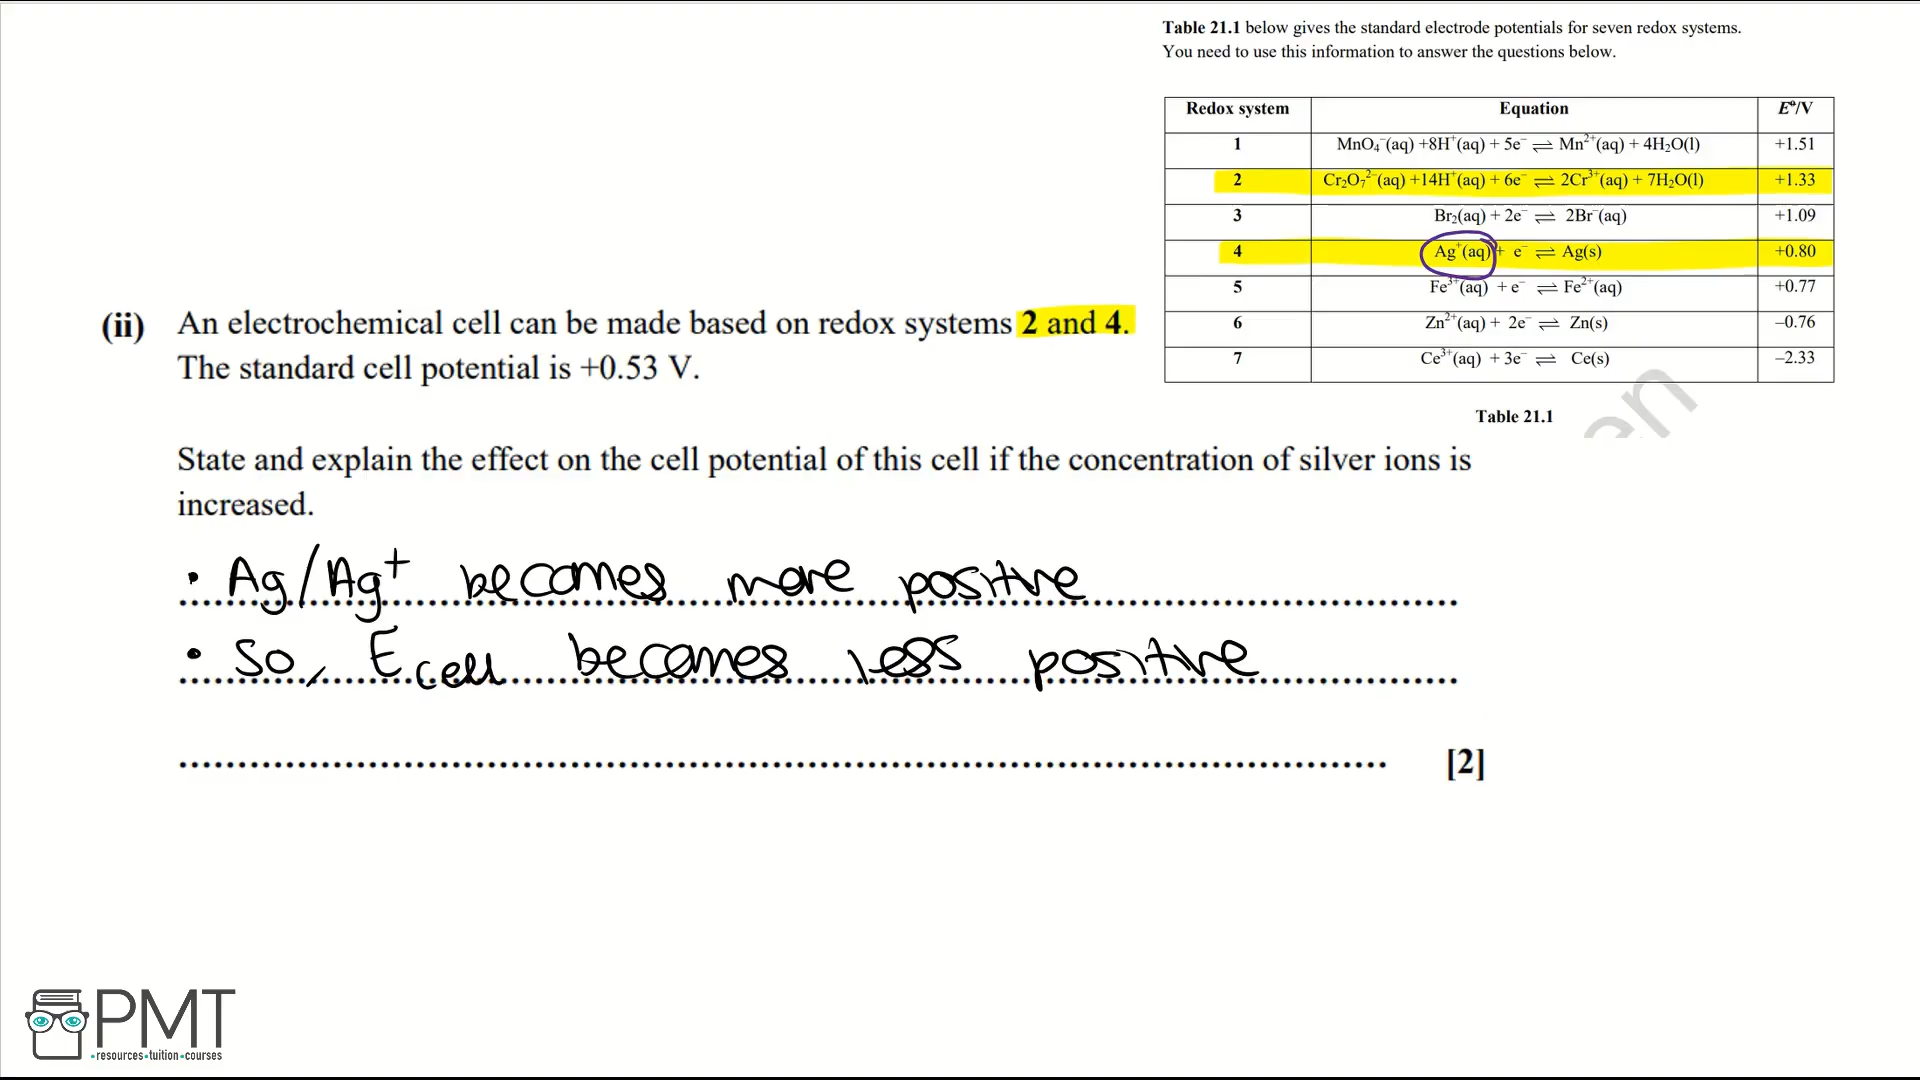 Table 21.1 below gives the standard electrode potentials for seven redox systems.
You need to use this information to answer the questions below.
Redox system Equation E°/V
1 MnO₄⁻(aq) +8H⁺(aq) + 5e⁻ ⇌ Mn²⁺(aq) + 4H₂O(l) +1.51
2 Cr₂O₇²⁻(aq) +14H⁺(aq) + 6e⁻ ⇌ 2Cr³⁺(aq) + 7H₂O(l) +1.33
3 Br₂(aq) + 2e⁻ ⇌ 2Br⁻(aq) +1.09
4 Ag⁺(aq) + e⁻ ⇌ Ag(s) +0.80
5 Fe³⁺(aq) + e⁻ ⇌ Fe²⁺(aq) +0.77
6 Zn²⁺(aq) + 2e⁻ ⇌ Zn(s) –0.76
7 Ce³⁺(aq) + 3e⁻ ⇌ Ce(s) –2.33
Table 21.1
(ii) An electrochemical cell can be made based on redox systems 2 and 4.
The standard cell potential is +0.53 V.
State and explain the effect on the cell potential of this cell if the concentration of silver ions is
increased.
• Ag/Ag⁺ becomes more positive
• so, E cell becomes less positive
[2]
PMT
•resources•tuition•courses